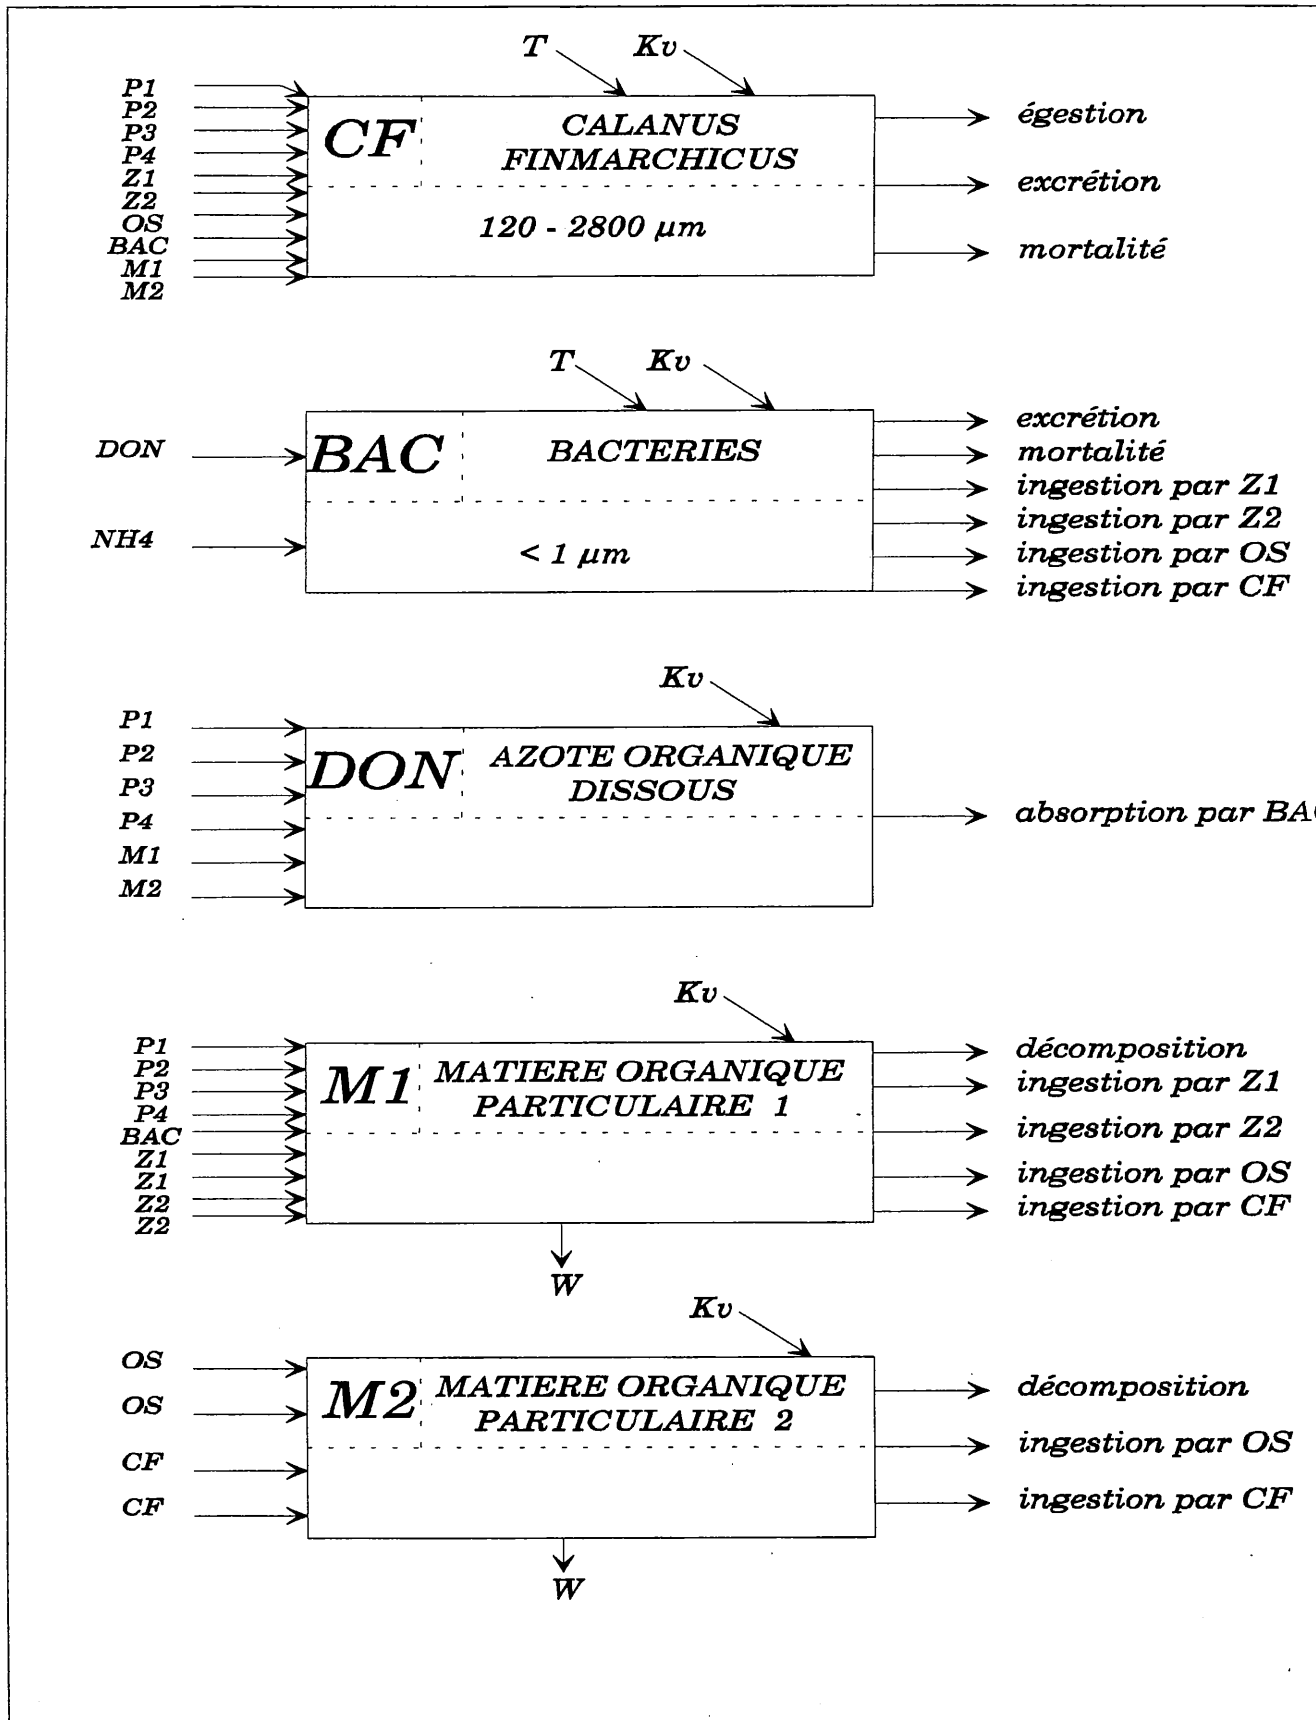 T Kv
P1
P2
P3
P4
Z1
Z2
OS
BAC
M1
M2
CF
CALANUS
FINMARCHICUS
120 - 2800 µm
égestion
excrétion
mortalité
T Kv
DON
NH4
BAC
BACTERIES
< 1 µm
excrétion
mortalité
ingestion par Z1
ingestion par Z2
ingestion par OS
ingestion par CF
Kv
P1
P2
P3
P4
M1
M2
DON
AZOTE ORGANIQUE
DISSOUS
absorption par BA
Kv
P1
P2
P3
P4
BAC
Z1
Z1
Z2
Z2
M1
MATIERE ORGANIQUE
PARTICULAIRE 1
décomposition
ingestion par Z1
ingestion par Z2
ingestion par OS
ingestion par CF
W
Kv
OS
OS
CF
CF
M2
MATIERE ORGANIQUE
PARTICULAIRE 2
décomposition
ingestion par OS
ingestion par CF
W